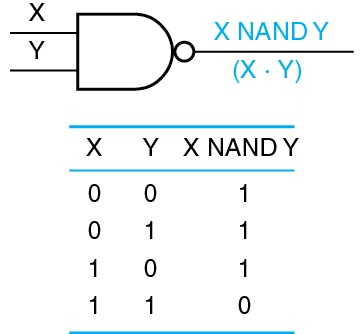 X
X NAND Y
Y
(X · Y)
X Y X NAND Y
0 0 1
0 1 1
1 0 1
1 1 0